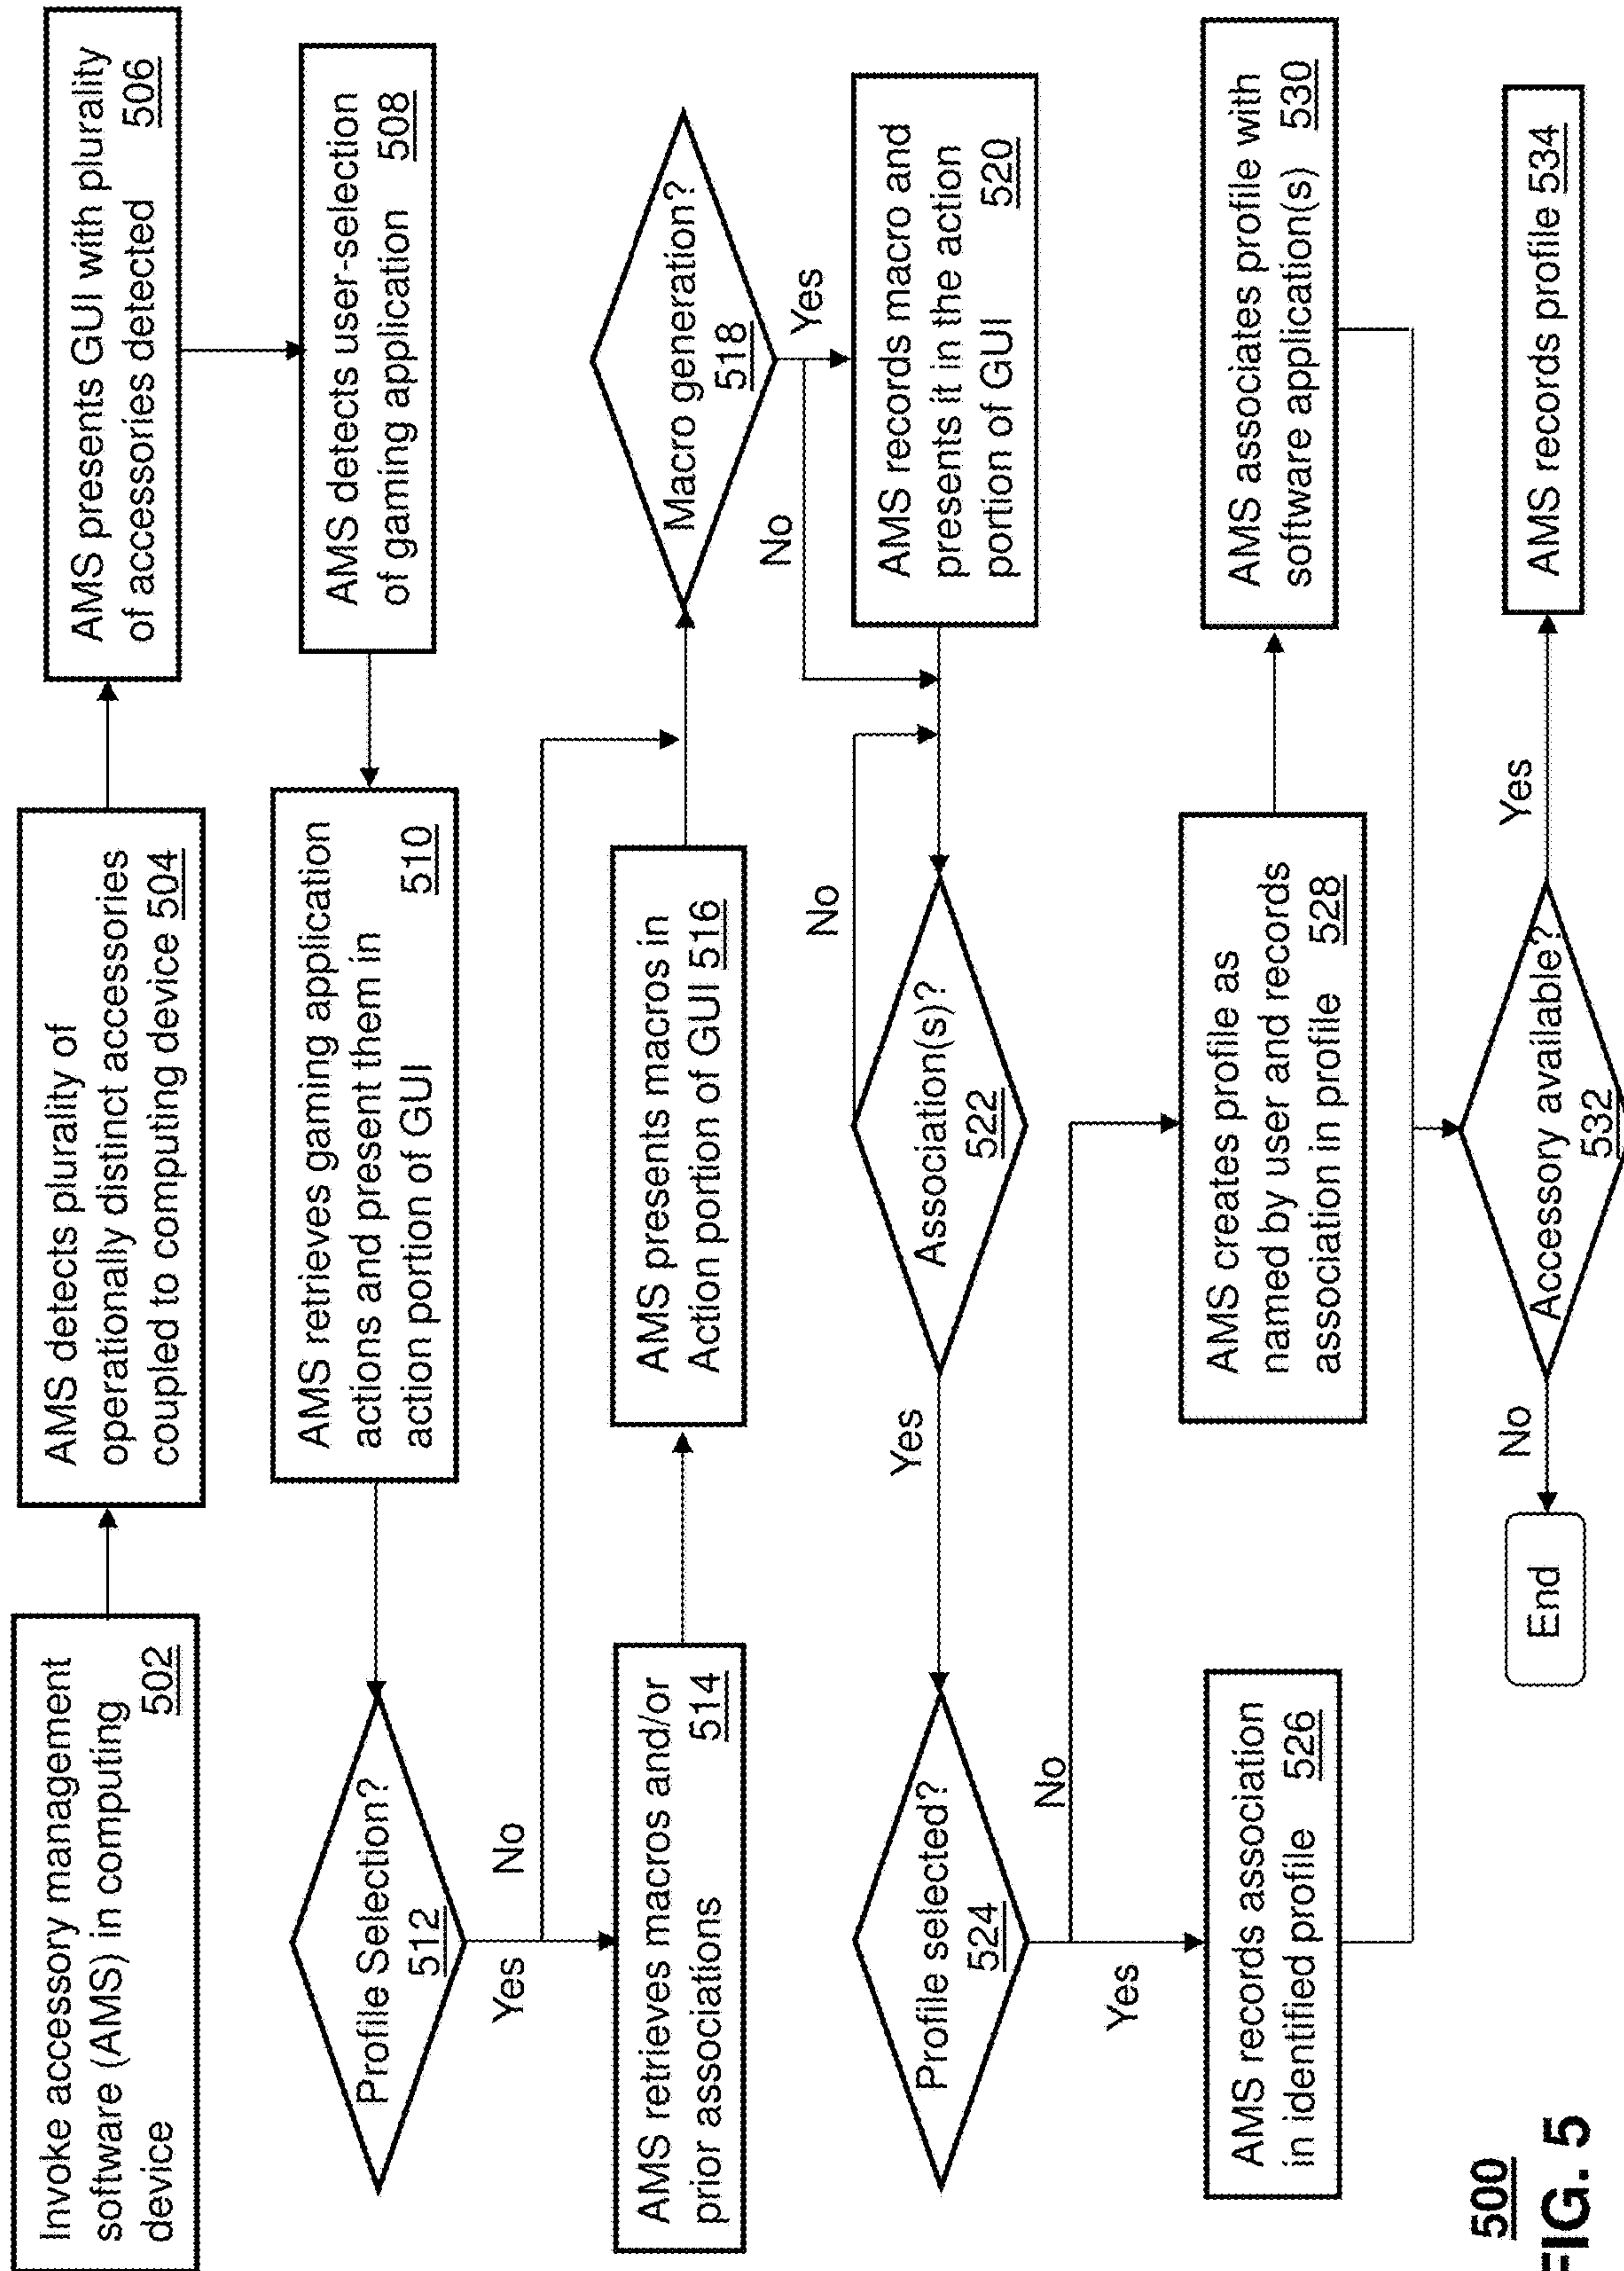 Invoke accessory management
software (AMS) in computing
device 502
AMS detects plurality of
operationally distinct accessories
coupled to computing device 504
AMS presents GUI with plurality
of accessories detected 506
AMS detects user-selection
of gaming application 508
AMS retrieves gaming application
actions and present them in
action portion of GUI 510
Profile Selection?
512
Yes
No
AMS retrieves macros and/or
prior associations 514
AMS presents macros in
Action portion of GUI 516
Macro generation?
518
Yes
No
AMS records macro and
presents it in the action
portion of GUI 520
Association(s)?
522
No
Yes
Profile selected?
524
Yes
No
AMS records association
in identified profile 526
AMS creates profile as
named by user and records
association in profile 528
AMS associates profile with
software application(s) 530
Accessory available?
532
No
Yes
End
AMS records profile 534
500
FIG. 5